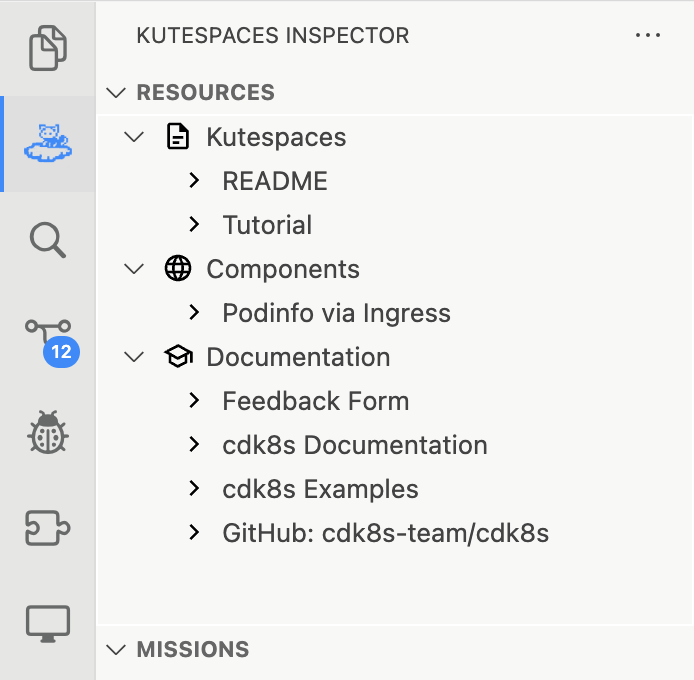 KUTESPACES INSPECTOR
RESOURCES
Kutespaces
README
Tutorial
Components
Podinfo via Ingress
12
Documentation
Feedback Form
cdk8s Documentation
cdk8s Examples
GitHub: cdk8s-team/cdk8s
MISSIONS